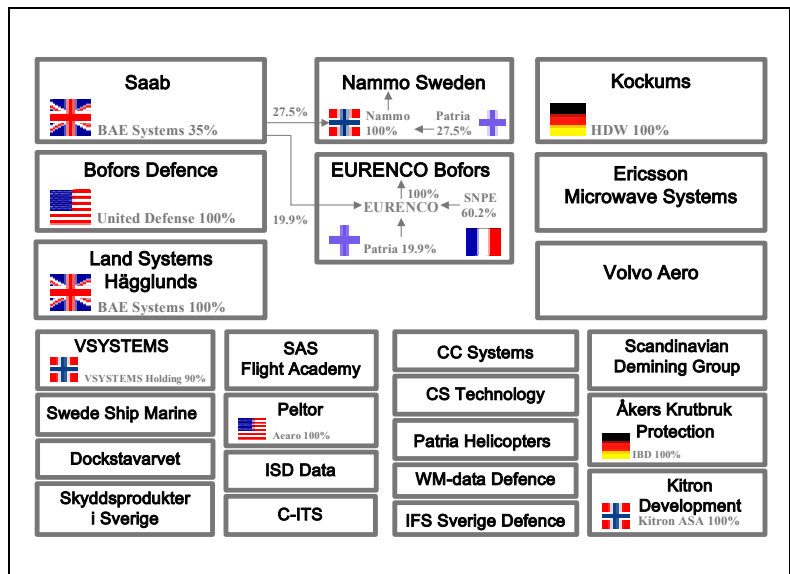 Saab
BAE Systems 35%
27.5%
19.9%
Nammo Sweden
Nammo
100%
Patria
27.5%
Kockums
HDW 100%
Bofors Defence
United Defense 100%
EURENCO Bofors
100%
EURENCO
SNPE
60.2%
Patria 19.9%
Ericsson
Microwave Systems
Land Systems
Hägglunds
BAE Systems 100%
Volvo Aero
VSYSTEMS
VSYSTEMS Holding 90%
Swede Ship Marine
Dockstavarvet
Skyddsprodukter
i Sverige
SAS
Flight Academy
Peltor
Aearo 100%
ISD Data
C-ITS
CC Systems
CS Technology
Patria Helicopters
WM-data Defence
IFS Sverige Defence
Scandinavian
Demining Group
Åkers Krutbruk
Protection
IBD 100%
Kitron
Development
Kitron ASA 100%